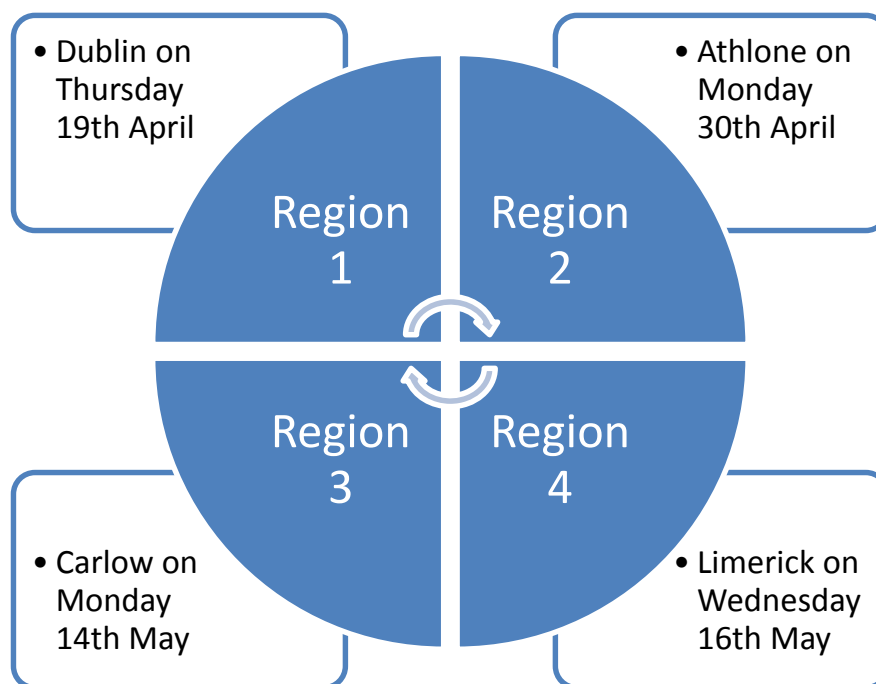 • Dublin on
Thursday
19th April
• Athlone on
Monday
30th April
Region
1
Region
2
Region
3
Region
4
• Carlow on
Monday
14th May
• Limerick on
Wednesday
16th May